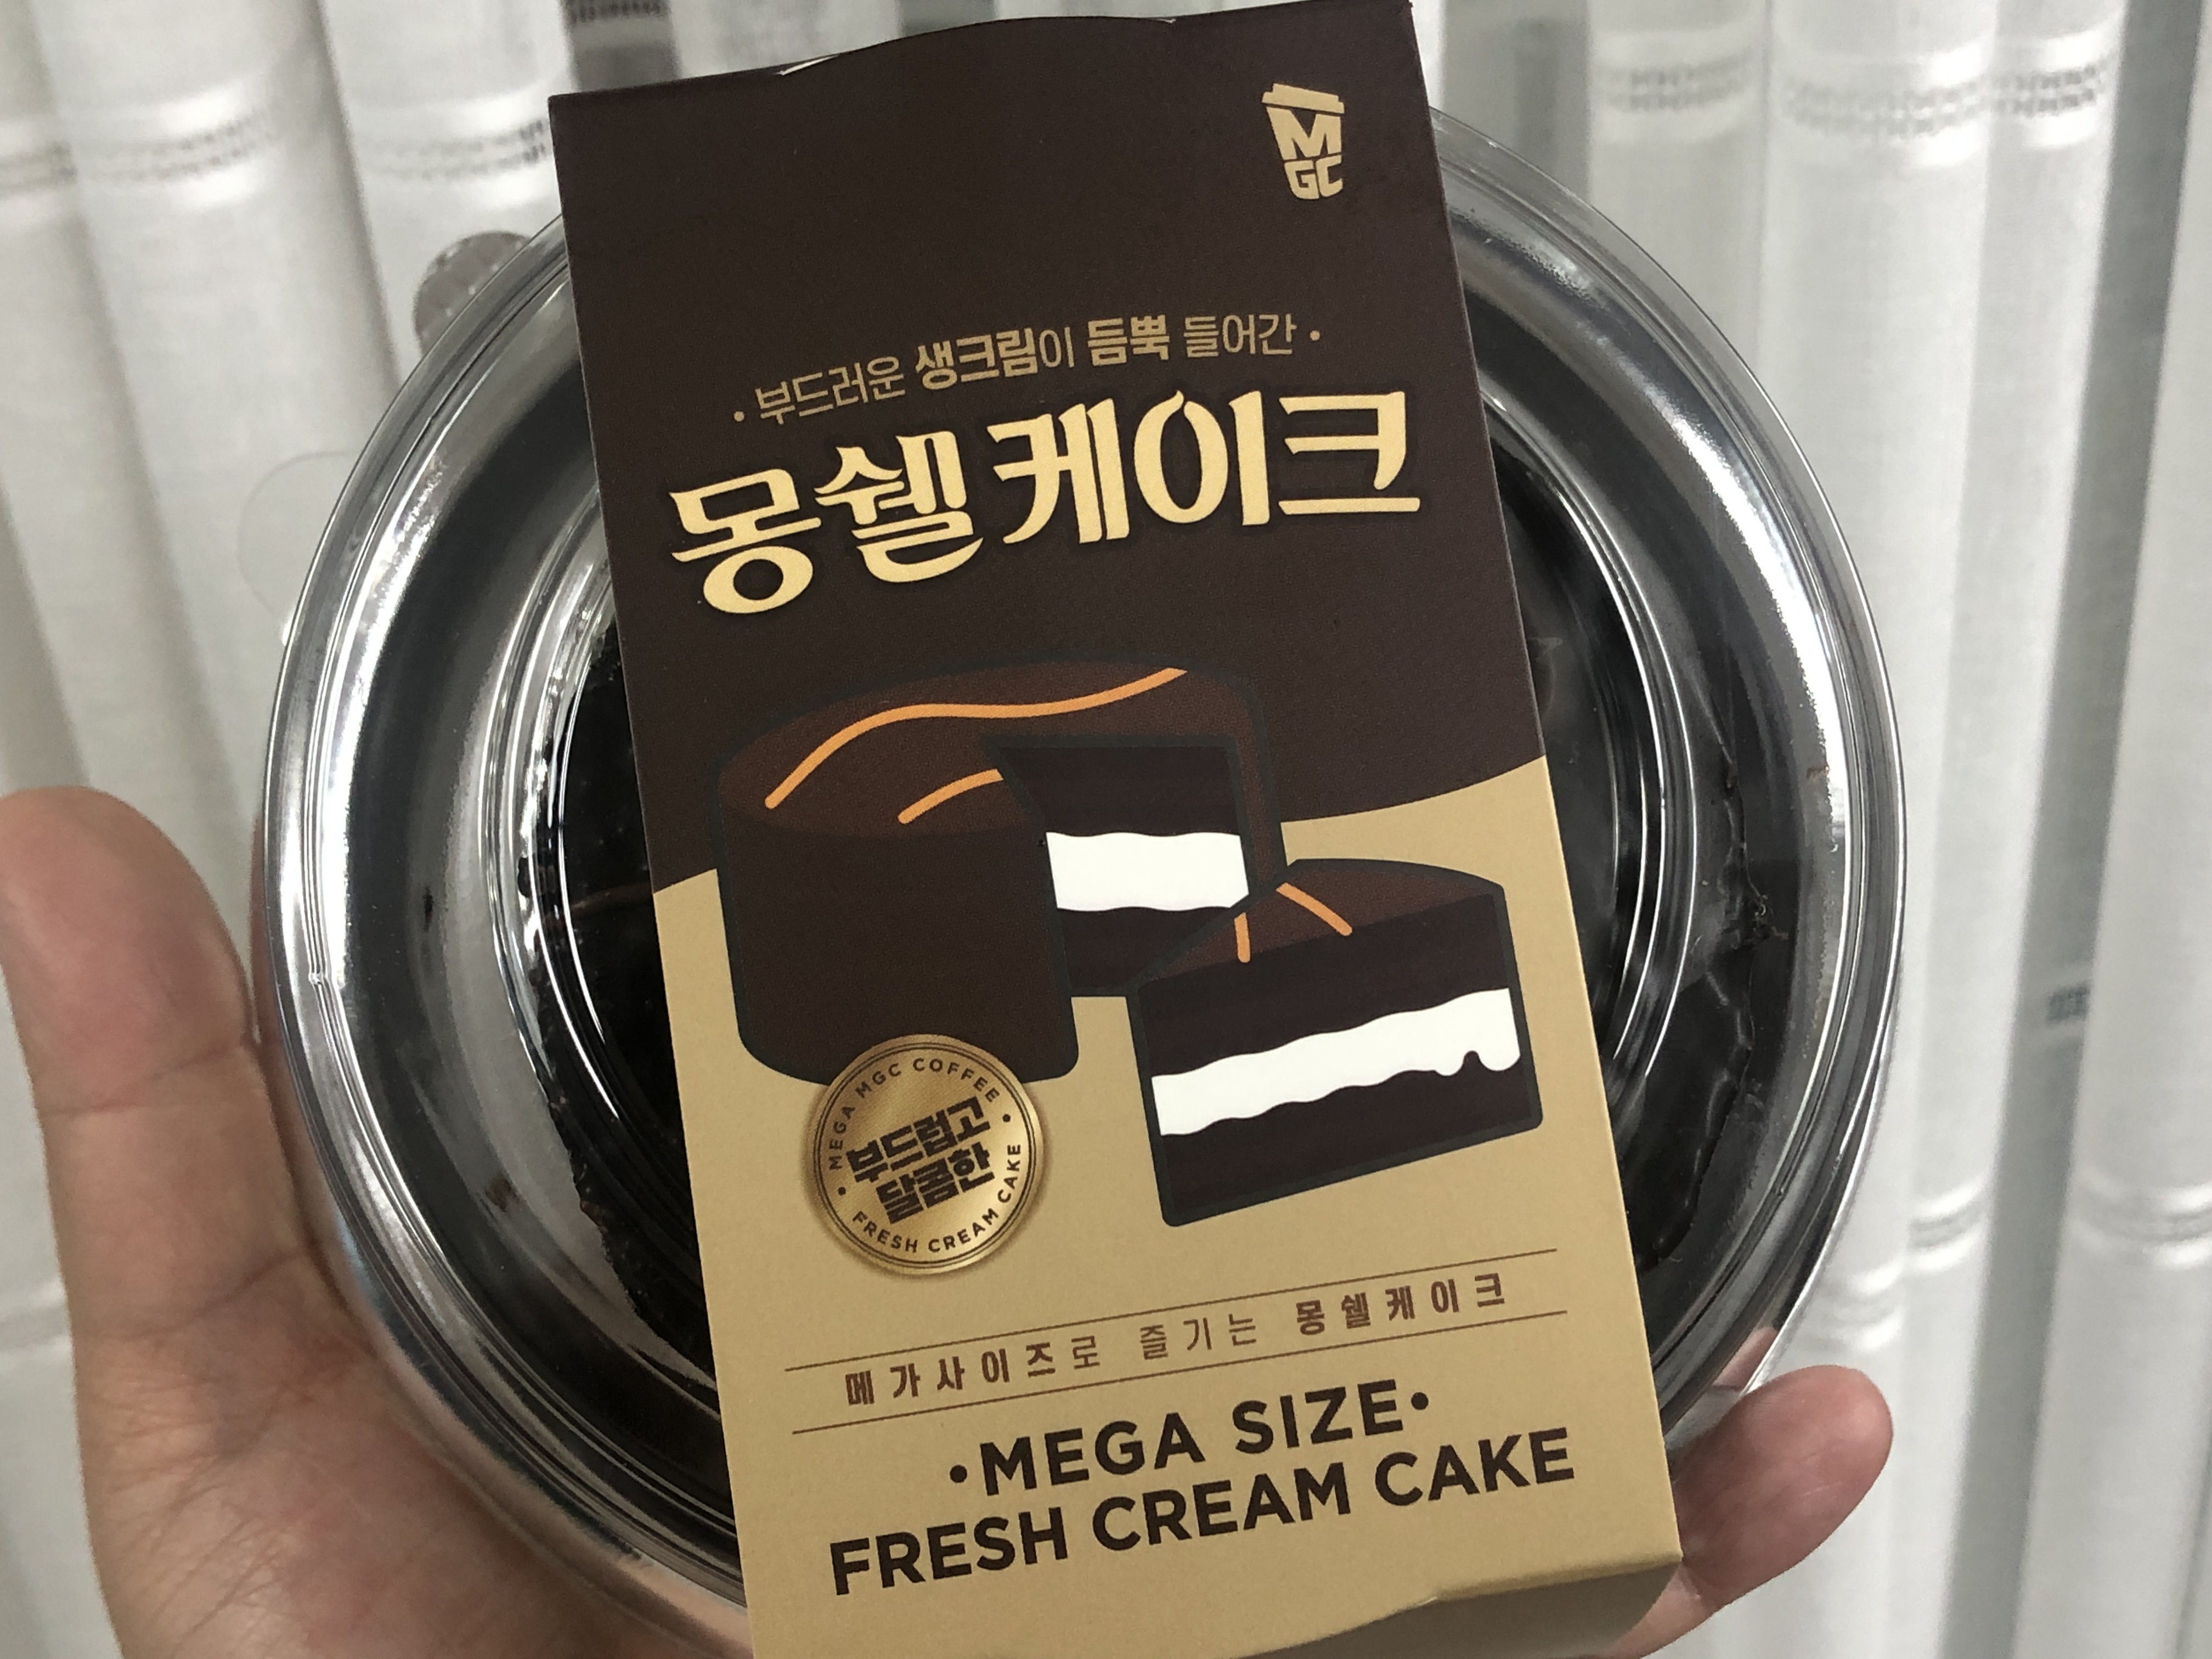 M
GC
· 부드러운 생크림이 듬뿍 들어간 ·
몽쉘케이크
MEGA MGC COFFEE
부드럽고
달콤한
FRESH CREAM CAKE
메가사이즈로 즐기는 몽쉘케이크
·MEGA SIZE·
FRESH CREAM CAKE